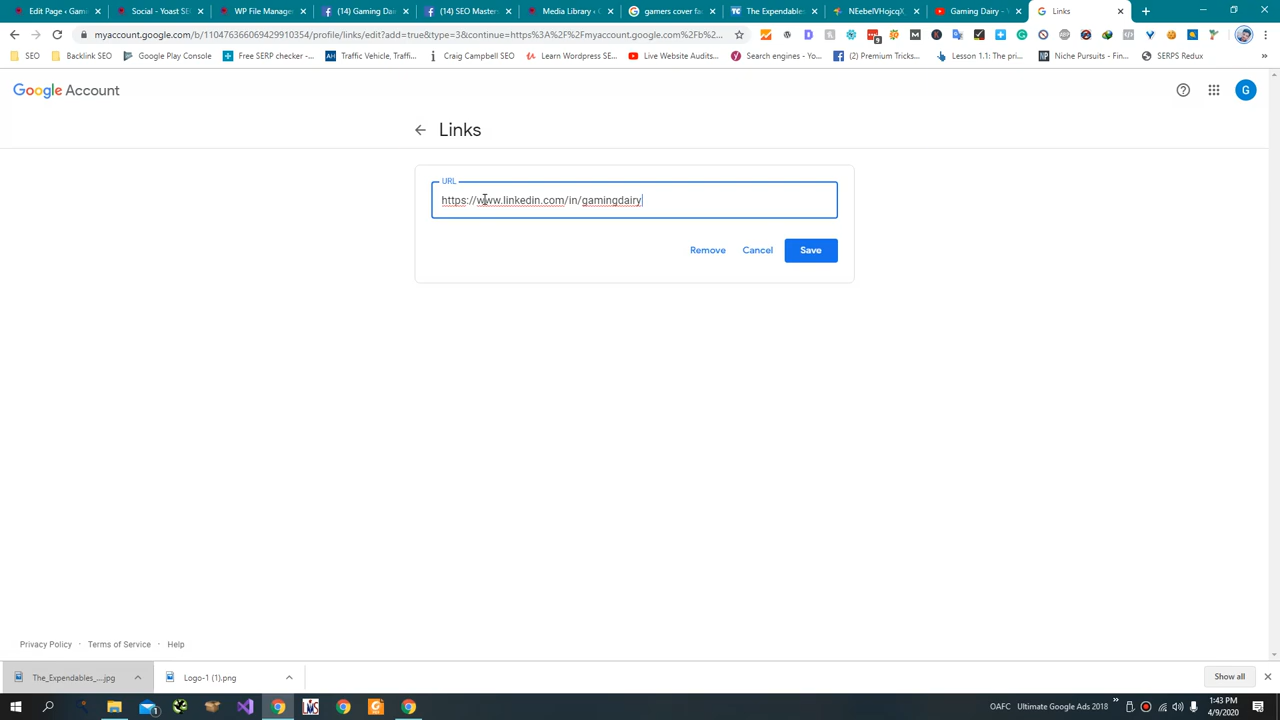 Edit Page ‹ Gami
Social - Yoast SEO
WP File Manage
(14) Gaming Dai
(14) SEO Master
Media Library ‹ G
gamers cover fa
The Expendables
NEebelVHojcqX
Gaming Dairy -
Links
myaccount.google.com/b/110476366069429910354/profile/links/edit?add=true&type=3&continue=https%3A%2F%2Fmyaccount.google.com%2Fb%2...
SEO
Backlink SEO
Google Play Console
Free SERP checker -...
Traffic Vehicle, Traffi...
Craig Campbell SEO
Learn Wordpress SE...
Live Website Audits...
Search engines - Yo...
(2) Premium Tricks...
Lesson 1.1: The pri...
Niche Pursuits - Fin...
SERPS Redux
»
Google Account
G
Links
URL
https://www.linkedin.com/in/gamingdairy
Remove Cancel Save
Privacy Policy · Terms of Service · Help
The_Expendables_....jpg
Logo-1 (1).png
Show all
OAFC Ultimate Google Ads 2018
»
1:43 PM
4/9/2020